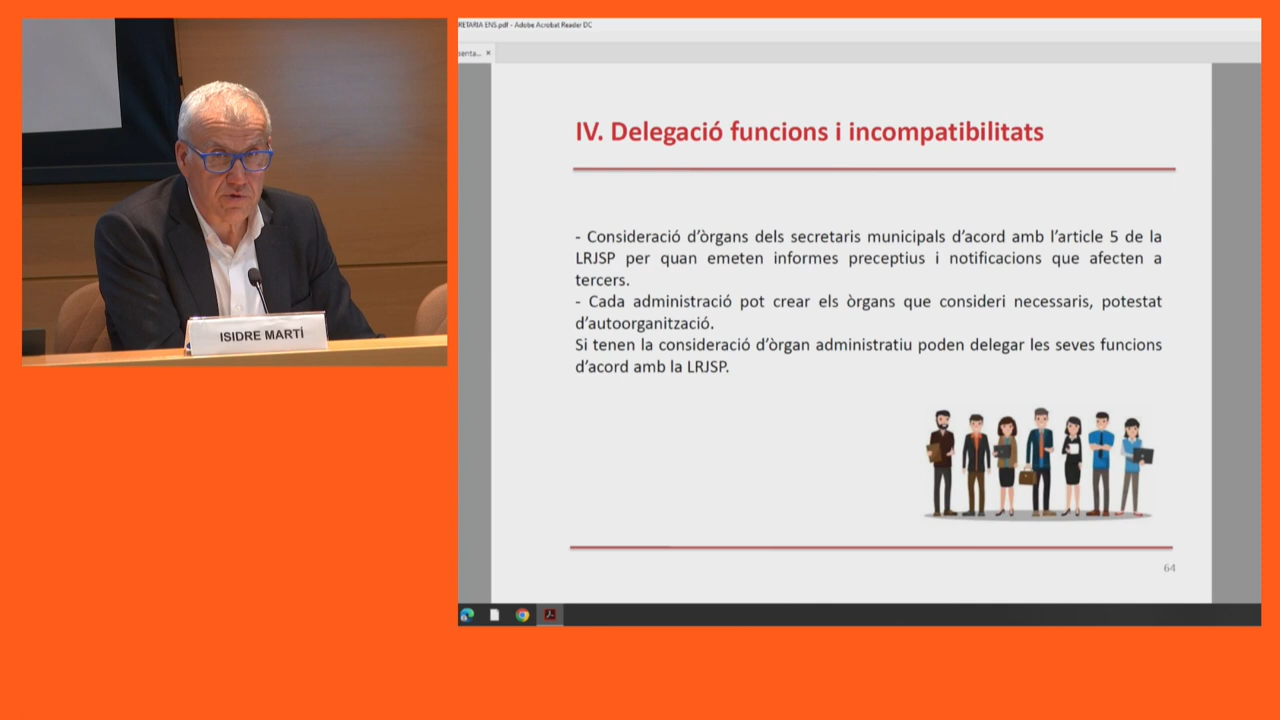 ISIDRE MARTÍ
RETARIA ENS.pdf - Adobe Acrobat Reader DC
senta... ×
IV. Delegació funcions i incompatibilitats
- Consideració d'òrgans dels secretaris municipals d'acord amb l'article 5 de la
LRJSP per quan emeten informes preceptius i notificacions que afecten a
tercers.
- Cada administració pot crear els òrgans que consideri necessaris, potestat
d'autoorganització.
Si tenen la consideració d'òrgan administratiu poden delegar les seves funcions
d'acord amb la LRJSP.
64